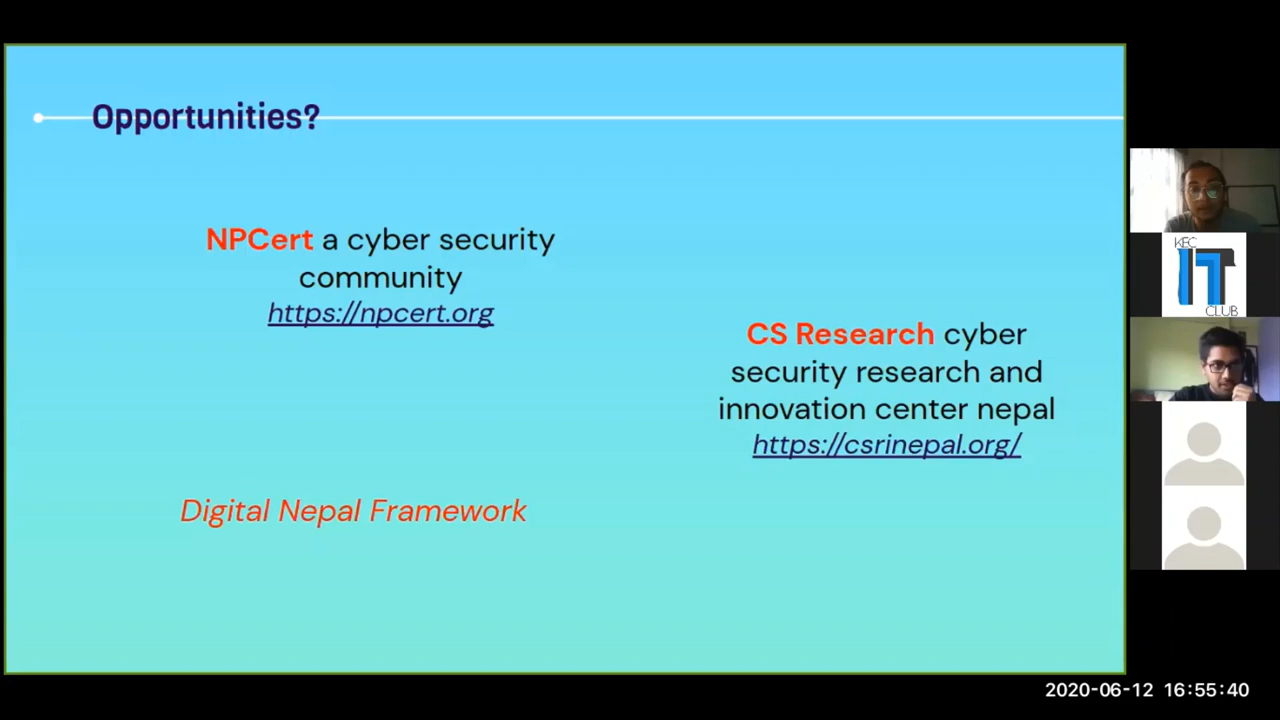 Opportunities?
NPCert a cyber security
community
https://npcert.org
CS Research cyber
security research and
innovation center nepal
https://csrinepal.org/
Digital Nepal Framework
KEC
IT
CLUB
2020-06-12 16:55:40